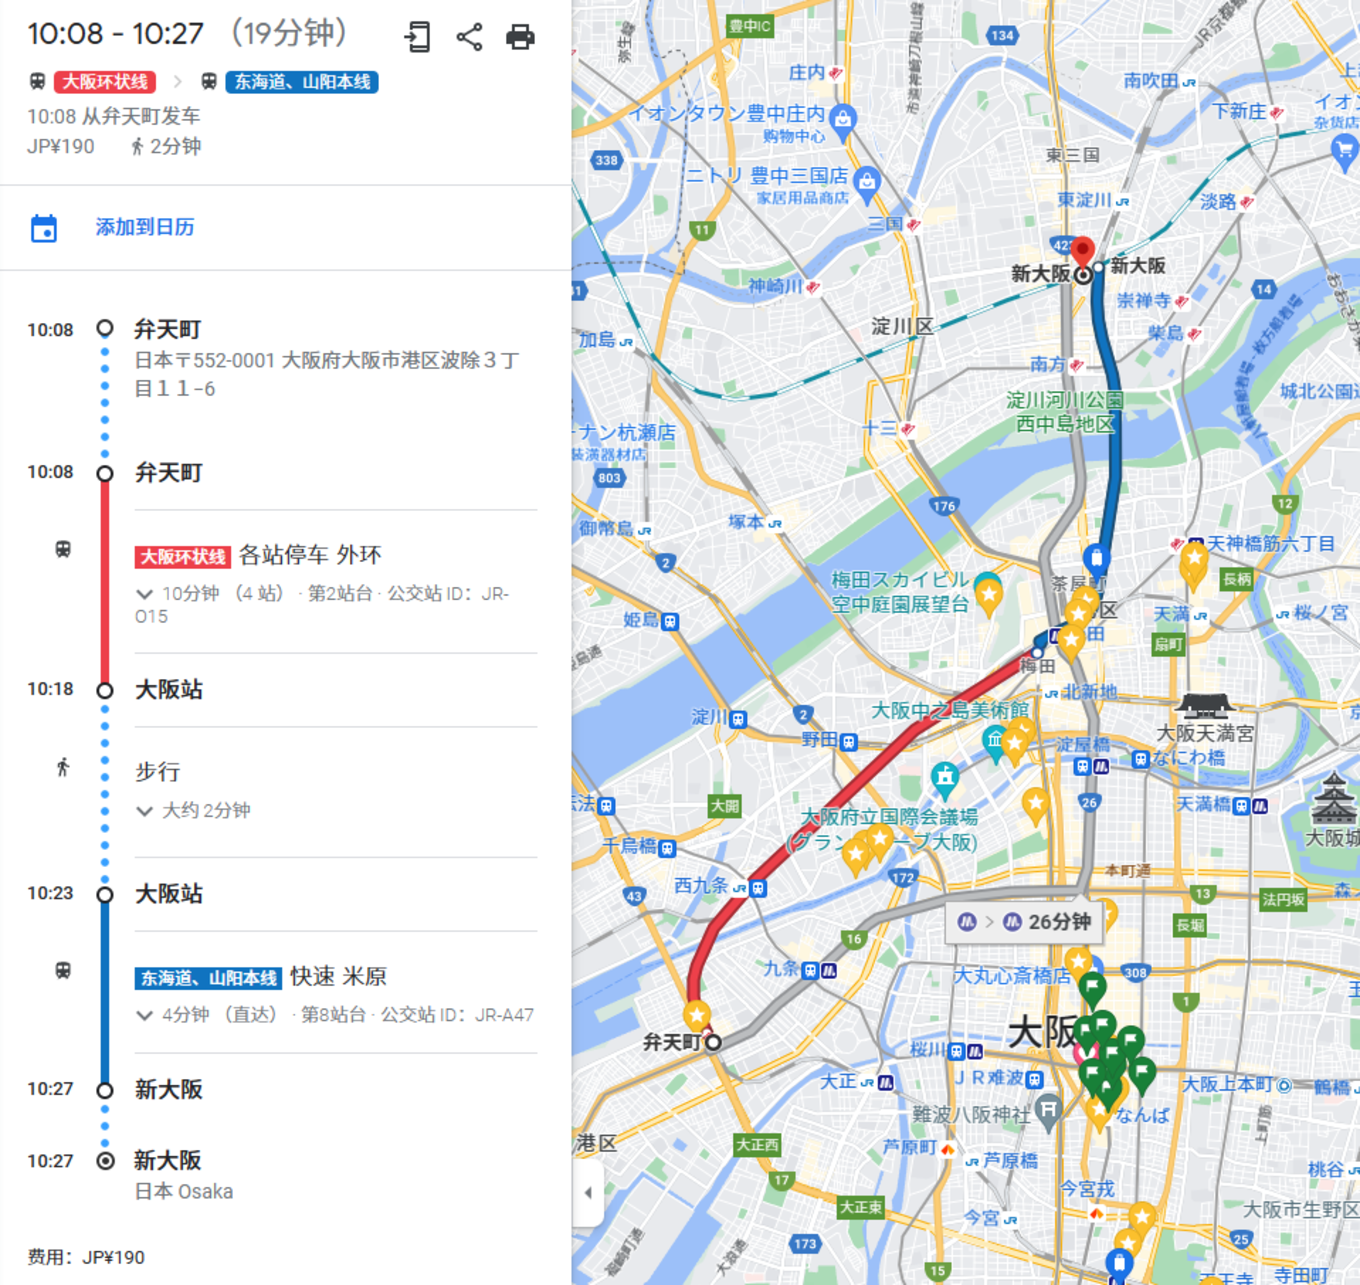 10:08 - 10:27 （19分钟）
大阪环状线 > 东海道、山阳本线
10:08 从弁天町发车
JP¥190 2分钟
添加到日历
10:08 弁天町
日本〒552-0001 大阪府大阪市港区波除３丁
目１１−6
10:08 弁天町
大阪环状线 各站停车 外环
10分钟 （4 站） · 第2站台 · 公交站 ID：JR-
O15
10:18 大阪站
步行
大约 2分钟
10:23 大阪站
东海道、山阳本线 快速 米原
4分钟 （直达） · 第8站台 · 公交站 ID：JR-A47
10:27 新大阪
10:27 新大阪
日本 Osaka
费用：JP¥190
豊中IC
134
JR京都線
庄内
南吹田
イオンタウン豊中庄内
购物中心
下新庄
イオン
杂货店
338
東三国
ニトリ 豊中三国店
家居用品商店
東淀川
淡路
三国
11
423
新大阪
新大阪
神崎川
崇禅寺
14
加島
淀川区
柴島
南方
淀川河川公園
西中島地区
城北公園
十三
ーナン杭瀬店
装潢器材店
803
176
12
御幣島
塚本
天神橋筋六丁目
2
梅田スカイビル
空中庭園展望台
茶屋町
長柄
区
天満
桜ノ宮
姫島
田
扇町
梅田
北新地
大阪中之島美術館
淀川
2
大阪天満宮
野田
淀屋橋
なにわ橋
大開
26
天満橋
大阪府立国際会議場
(グランキューブ大阪)
大阪城
千鳥橋
本町通
西九条
172
43
13
法円坂
森
26分钟
長堀
16
九条
大丸心斎橋店
308
1
弁天町
大阪
桜川
大正
ＪＲ難波
大阪上本町
鶴橋
難波八阪神社
なんば
港区
大正西
芦原町
芦原橋
上町筋
桃谷
17
今宮戎
大正東
今宮
大阪市生野区
173
25
福崎町通
大浪通
15
天王寺
寺田町